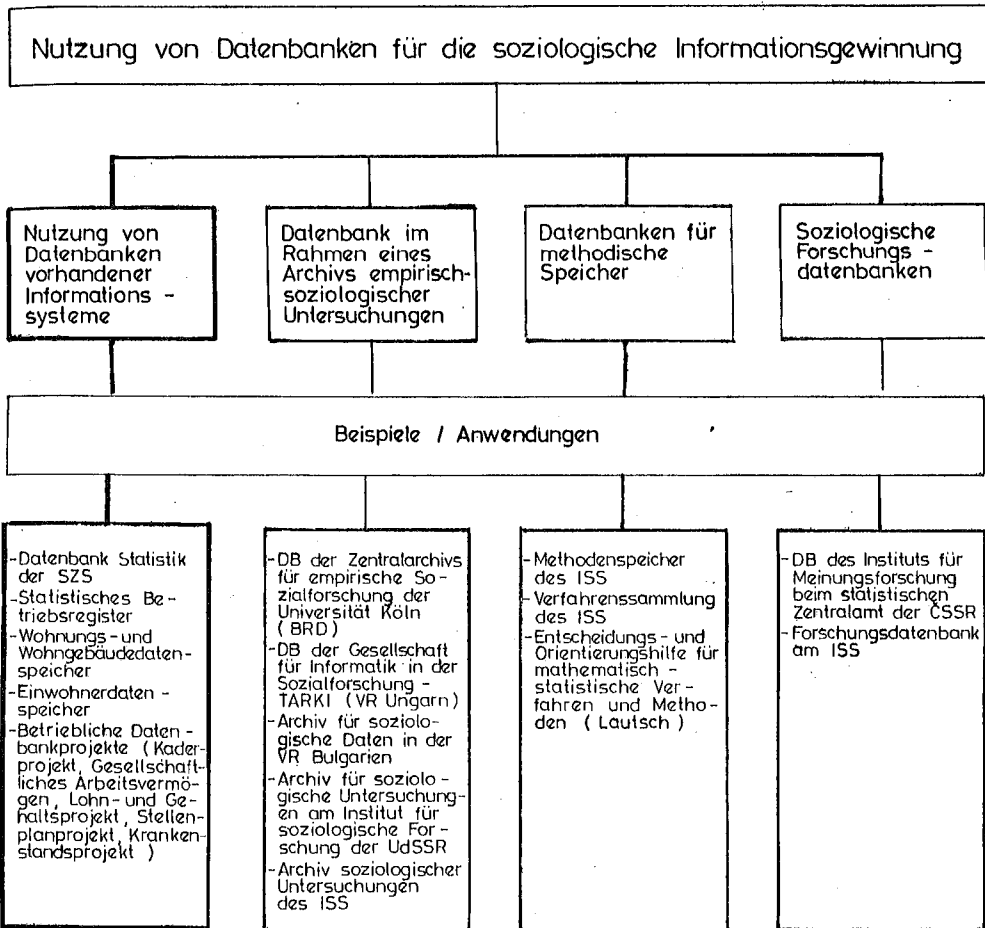 Nutzung von Datenbanken für die soziologische Informationsgewinnung
Nutzung von
Datenbanken
vorhandener
Informations -
systeme
Datenbank im
Rahmen eines
Archivs empirisch-
soziologischer
Untersuchungen
Datenbanken für
methodische
Speicher
Soziologische
Forschungs -
datenbanken
Beispiele / Anwendungen
-Datenbank Statistik
der SZS
-Statistisches Be-
triebsregister
-Wohnungs- und
Wohngebäudedaten-
speicher
-Einwohnerdaten -
speicher
-Betriebliche Daten-
bankprojekte (Kader-
projekt, Gesellschaft-
liches Arbeitsvermö-
gen, Lohn- und Ge-
haltsprojekt, Stellen-
planprojekt, Kranken-
standsprojekt )
-DB der Zentralarchivs
für empirische So-
zialforschung der
Universität Köln
( BRD )
-DB der Gesellschaft
für Informatik in der
Sozialforschung -
TARKI (VR Ungarn)
-Archiv für soziolo-
gische Daten in der
VR Bulgarien
-Archiv für soziolo-
gische Untersuchung-
en am Institut für
soziologische For-
schung der UdSSR
-Archiv soziologischer
Untersuchungen
des ISS
-Methodenspeicher
des ISS
-Verfahrenssammlung
des ISS
-Entscheidungs- und
Orientierungshilfe für
mathematisch -
statistische Ver-
fahren und Metho-
den ( Lautsch )
-DB des Instituts für
Meinungsforschung
beim statistischen
Zentralamt der ČSSR
-Forschungsdatenbank
am ISS